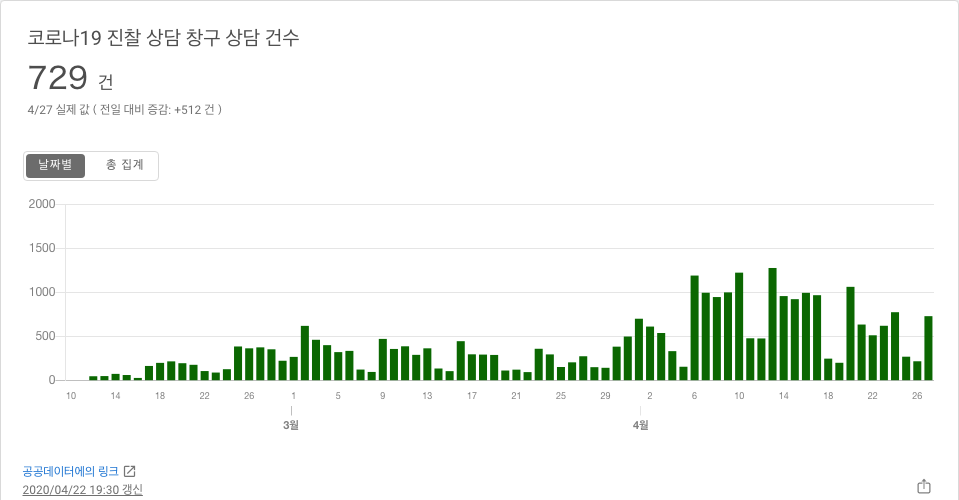 코로나19 진찰 상담 창구 상담 건수
729 건
4/27 실제 값 ( 전일 대비 증감: +512 건 )
날짜별 총 집계
2000
1500
1000
500
0
10 14 18 22 26 1 5 9 13 17 21 25 29 2 6 10 14 18 22 26
3월 4월
공공데이터에의 링크
2020/04/22 19:30 갱신